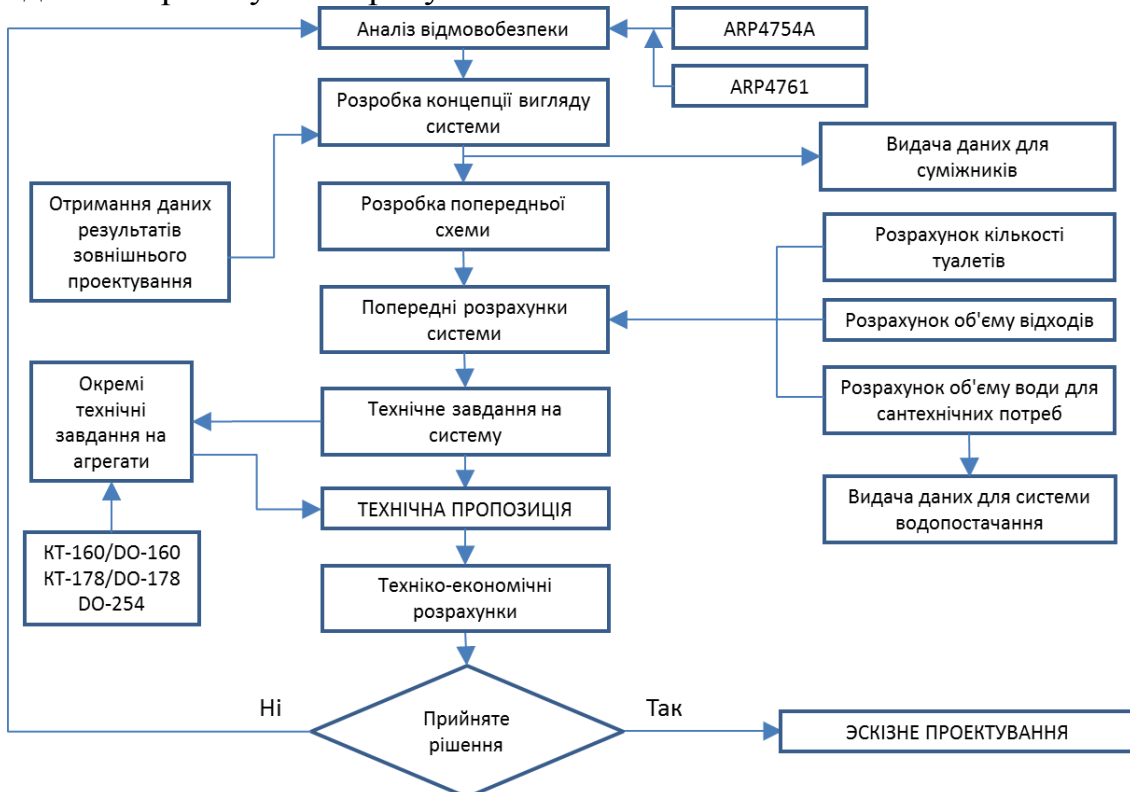 Аналіз відмовобезпеки
ARP4754A
ARP4761
Розробка концепції вигляду
системи
Видача даних для
суміжників
Отримання даних
результатів
зовнішнього
проектування
Розробка попередньої
схеми
Розрахунок кількості
туалетів
Попередні розрахунки
системи
Розрахунок об'єму відходів
Окремі
технічні
завдання на
агрегати
Технічне завдання на
систему
Розрахунок об'єму води для
сантехнічних потреб
ТЕХНІЧНА ПРОПОЗИЦІЯ
Видача даних для системи
водопостачання
КТ-160/DO-160
КТ-178/DO-178
DO-254
Техніко-економічні
розрахунки
Ні
Прийняте
рішення
Так
ЭСКІЗНЕ ПРОЕКТУВАННЯ